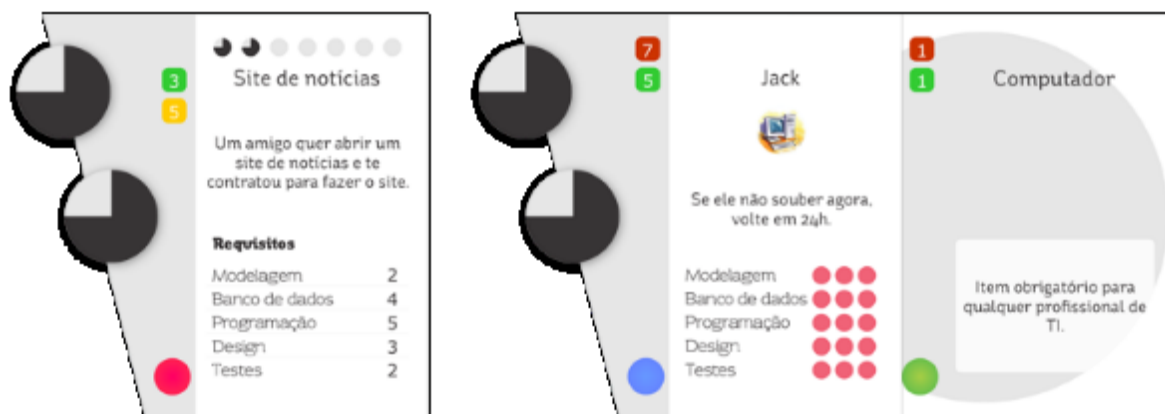 3
5
Site de notícias
Um amigo quer abrir um
site de notícias e te
contratou para fazer o site.
Requisitos
Modelagem 2
Banco de dados 4
Programação 5
Design 3
Testes 2
7
5
Jack
Se ele não souber agora,
volte em 24h.
Modelagem
Banco de dados
Programação
Design
Testes
1
1
Computador
Item obrigatório para
qualquer profissional de
TI.